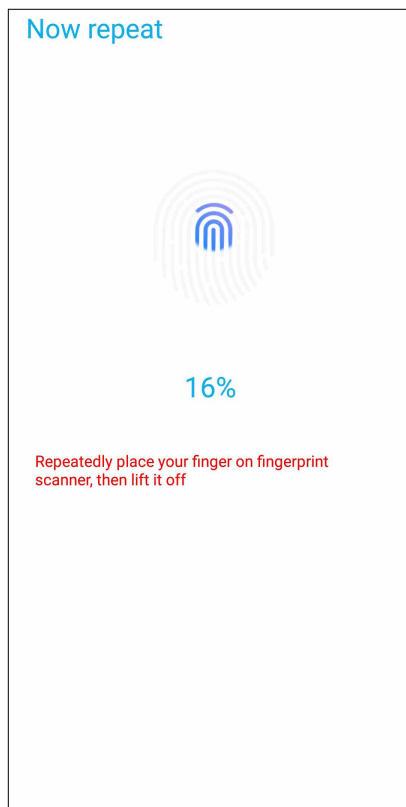 Now repeat
16%
Repeatedly place your finger on fingerprint
scanner, then lift it off